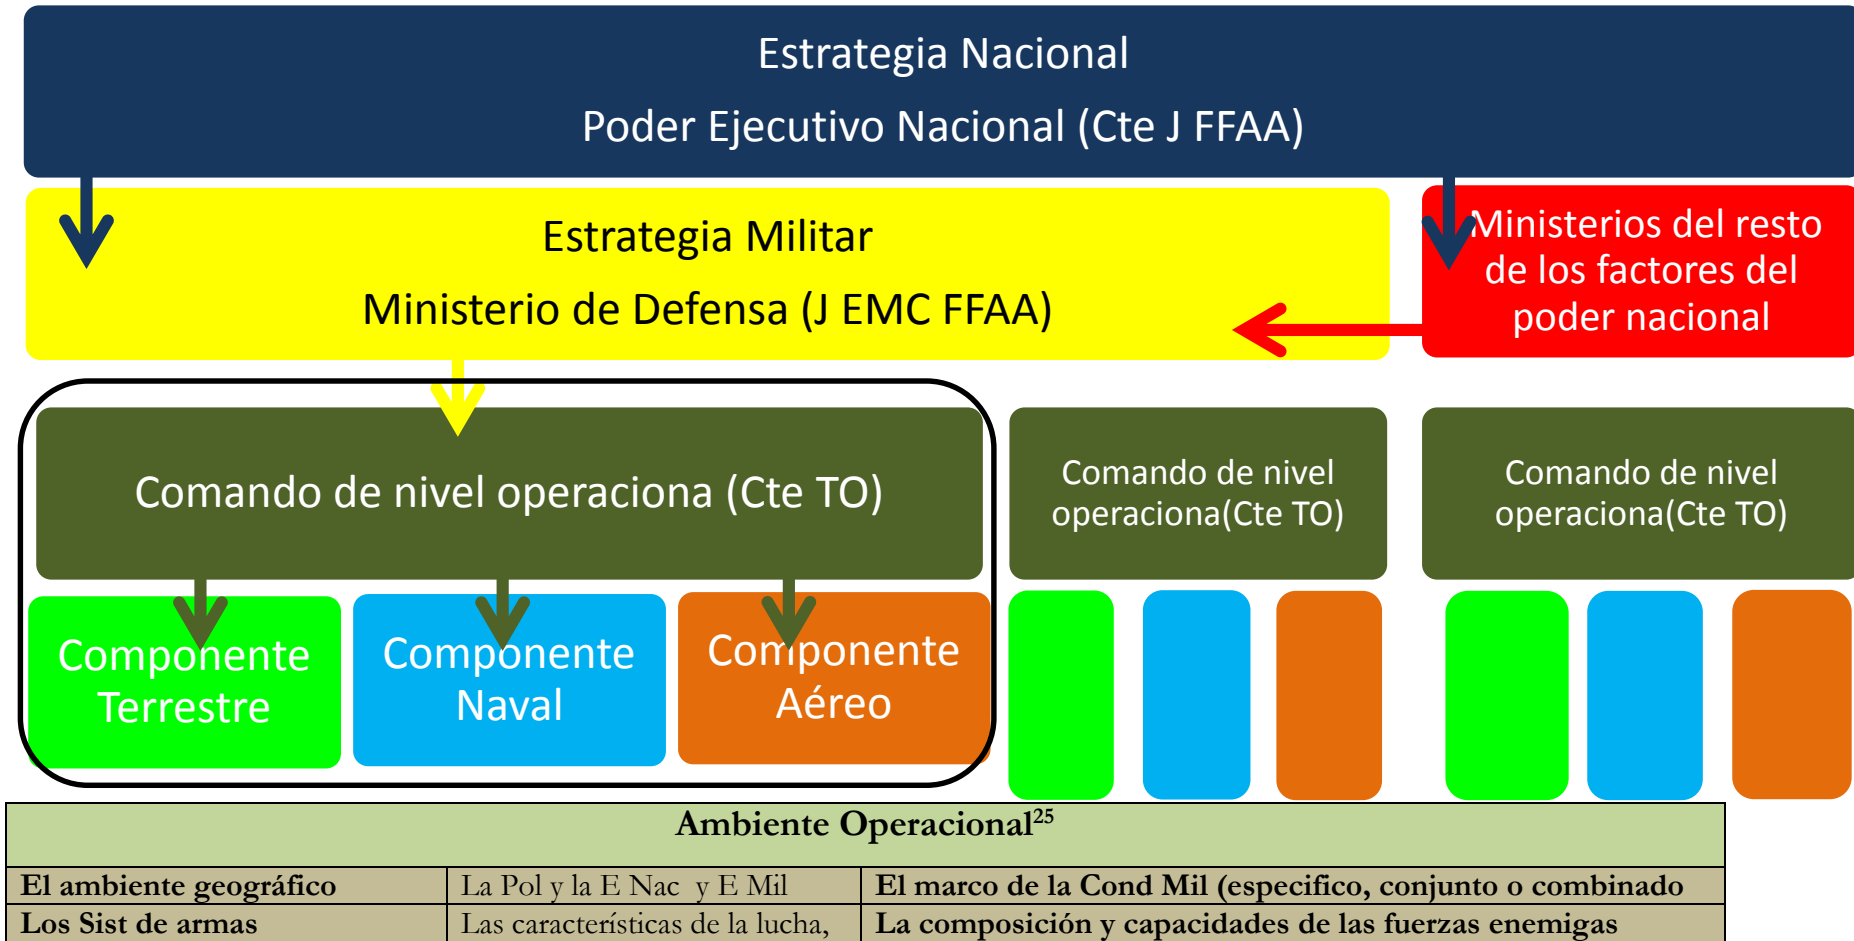 Estrategia Nacional
Poder Ejecutivo Nacional (Cte J FFAA)
Estrategia Militar
Ministerio de Defensa (J EMC FFAA)
Ministerios del resto
de los factores del
poder nacional
Comando de nivel operaciona (Cte TO)
Comando de nivel
operaciona(Cte TO)
Comando de nivel
operaciona(Cte TO)
Componente
Terrestre
Componente
Naval
Componente
Aéreo
Ambiente Operacional²⁵
El ambiente geográfico
La Pol y la E Nac y E Mil
El marco de la Cond Mil (especifico, conjunto o combinado
Los Sist de armas
Las características de la lucha,
La composición y capacidades de las fuerzas enemigas